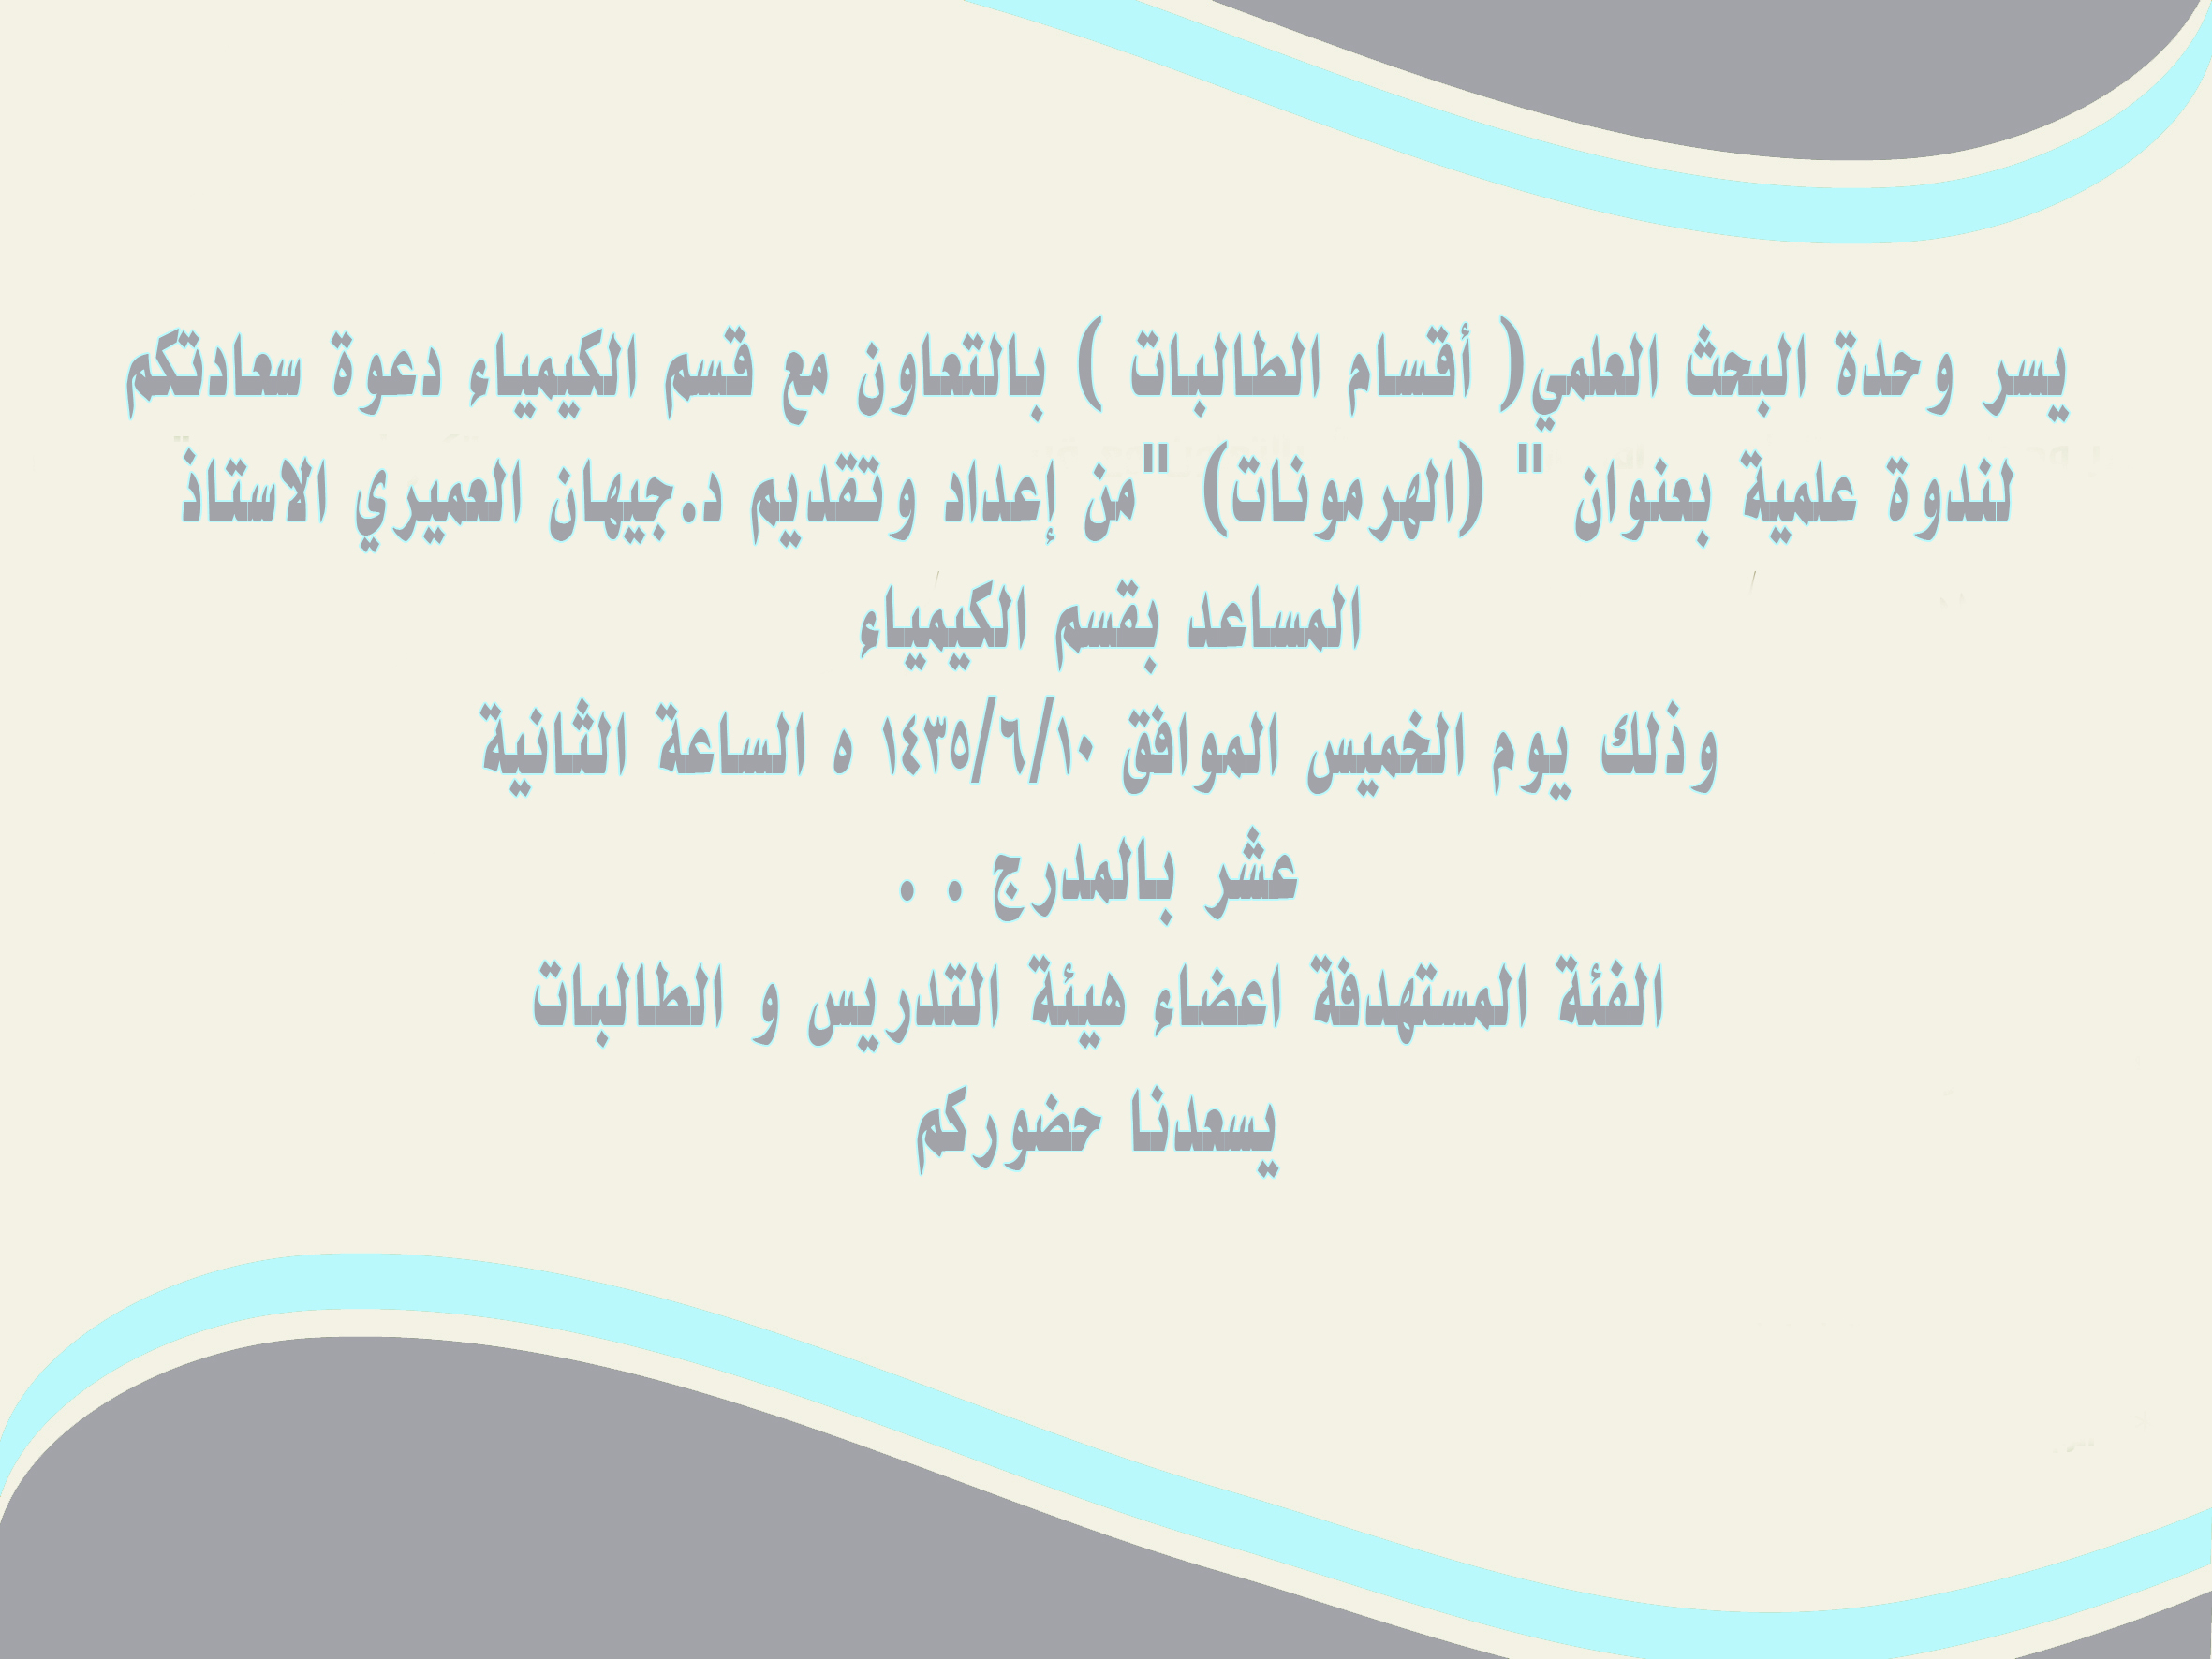 يسر وحدة البحث العلمي( أقسام الطالبات ) بالتعاون مع قسم الكيمياء دعوة سعادتكم
لندوة علمية بعنوان " (الهرمونات) "من إعداد وتقديم د.جيهان العميري الاستاذ
المساعد بقسم الكيمياء
وذلك يوم الخميس الموافق ١٤٣٥/٦/١٠ ه الساعة الثانية
عشر بالمدرج . .
الفئة المستهدفة اعضاء هيئة التدريس و الطالبات
يسعدنا حضوركم